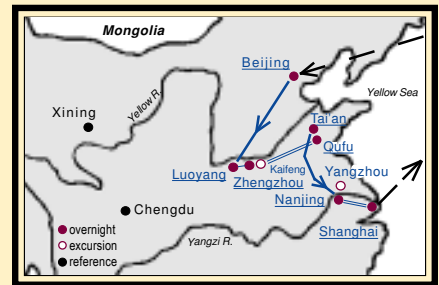 Mongolia
Beijing
Yellow Sea
Xining
Yellow R.
Tai'an
Qufu
Luoyang
Kaifeng
Zhengzhou
Yangzhou
Nanjing
Chengdu
Shanghai
Yangzi R.
overnight
excursion
reference